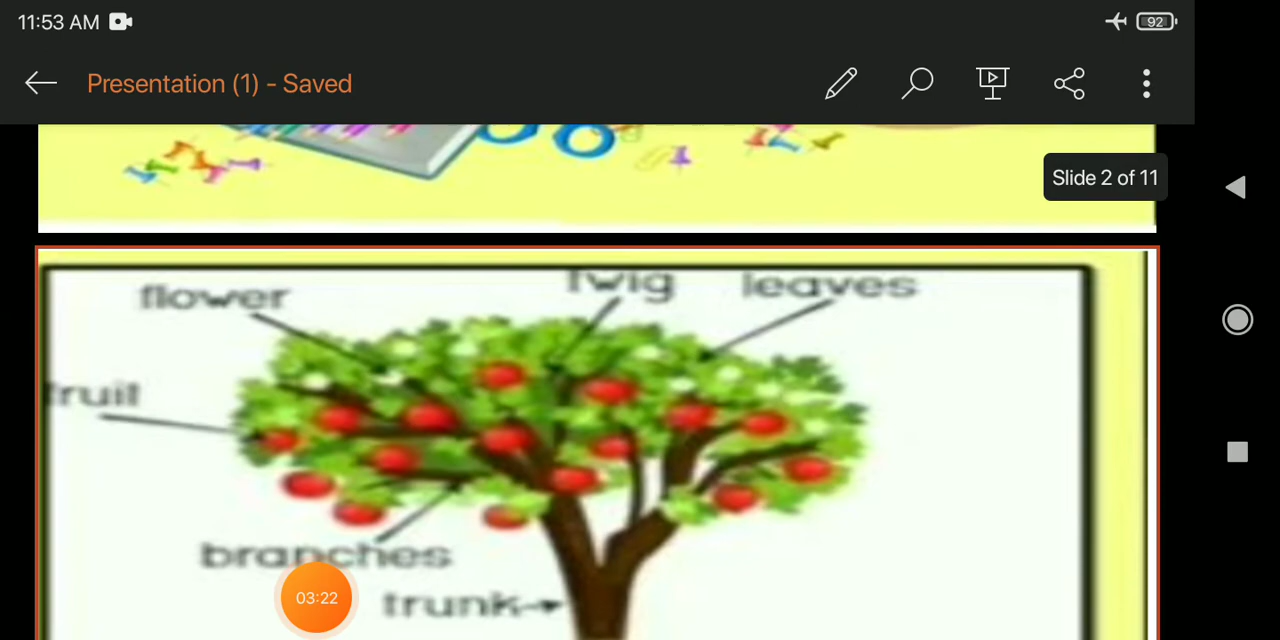 11:53 AM
92
Presentation (1) - Saved
Slide 2 of 11
flower
Twig
leaves
fruit
branches
03:22
trunk